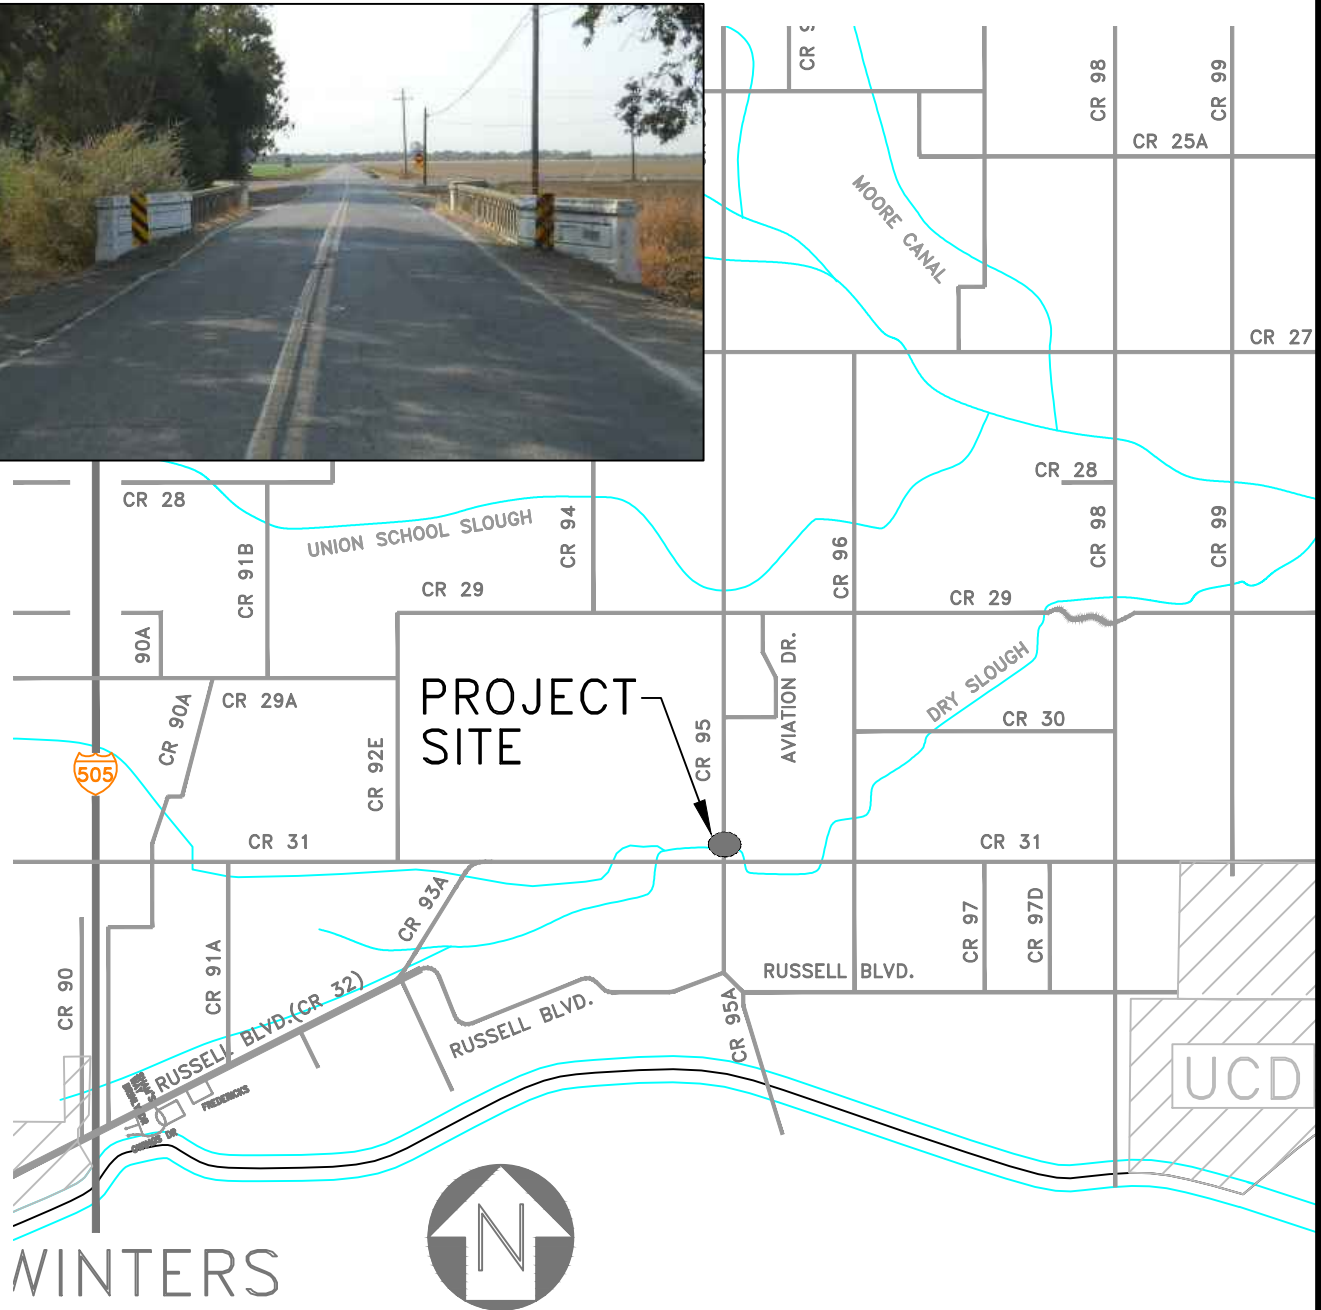 CR 98
CR 99
CR 25A
MOORE CANAL
CR 27
CR 28
CR 28
UNION SCHOOL SLOUGH
CR 94
CR 91B
CR 96
CR 98
CR 99
CR 29
CR 29
90A
CR 90A
CR 29A
PROJECT
SITE
CR 92E
CR 95
AVIATION DR.
DRY SLOUGH
CR 30
505
CR 31
CR 31
CR 93A
CR 97
CR 97D
CR 90
CR 91A
RUSSELL BLVD.(CR 32)
RUSSELL BLVD.
RUSSELL BLVD.
CR 95A
FREDERICKS
UCD
N
WINTERS